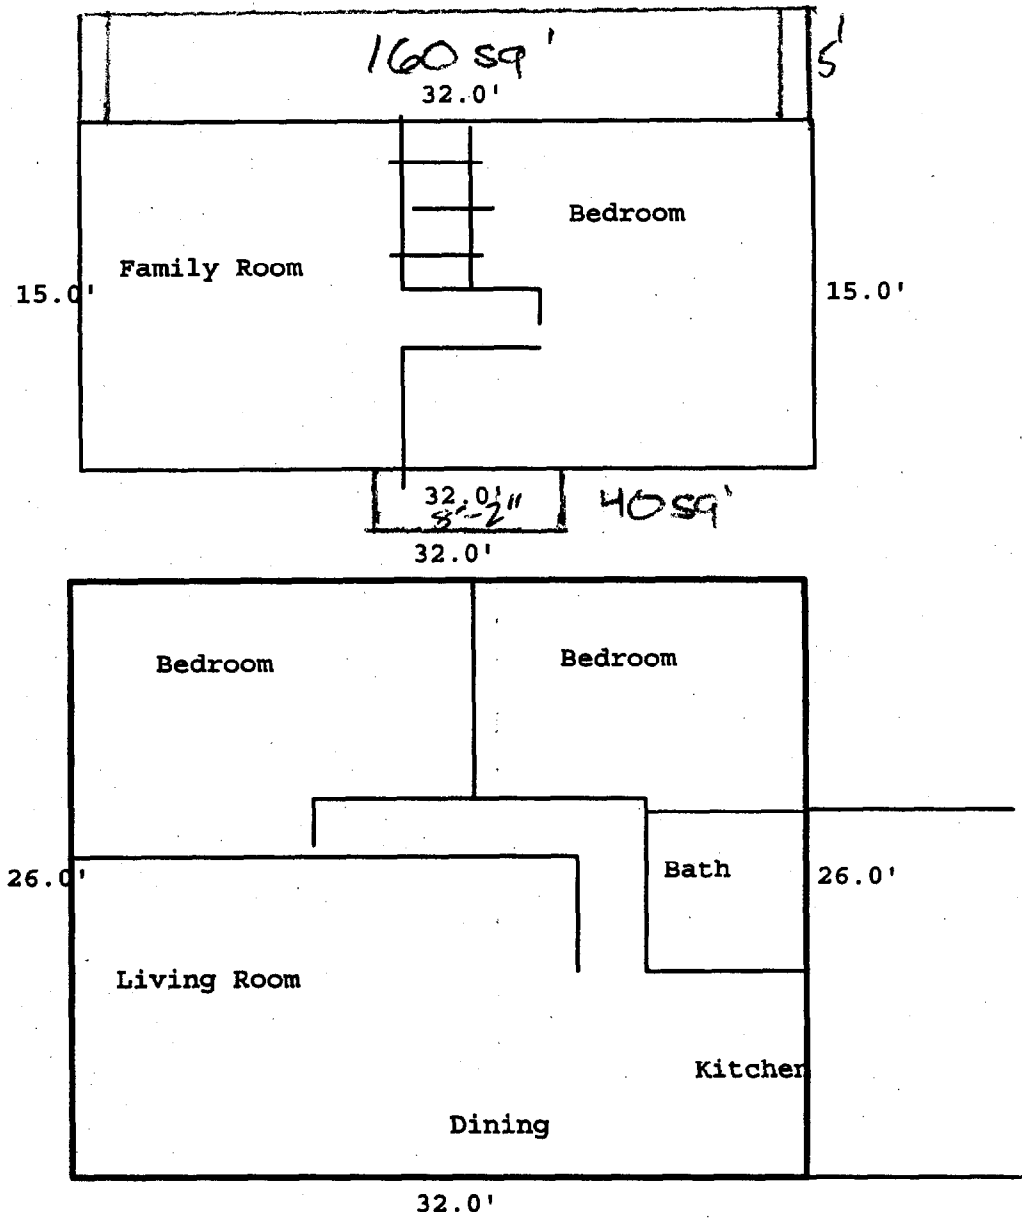 160 sq'
5'
32.0'
Bedroom
Family Room
15.0'
15.0'
32.0'
8'-2"
40 sq'
32.0'
Bedroom
Bedroom
26.0'
Bath
26.0'
Living Room
Kitchen
Dining
32.0'